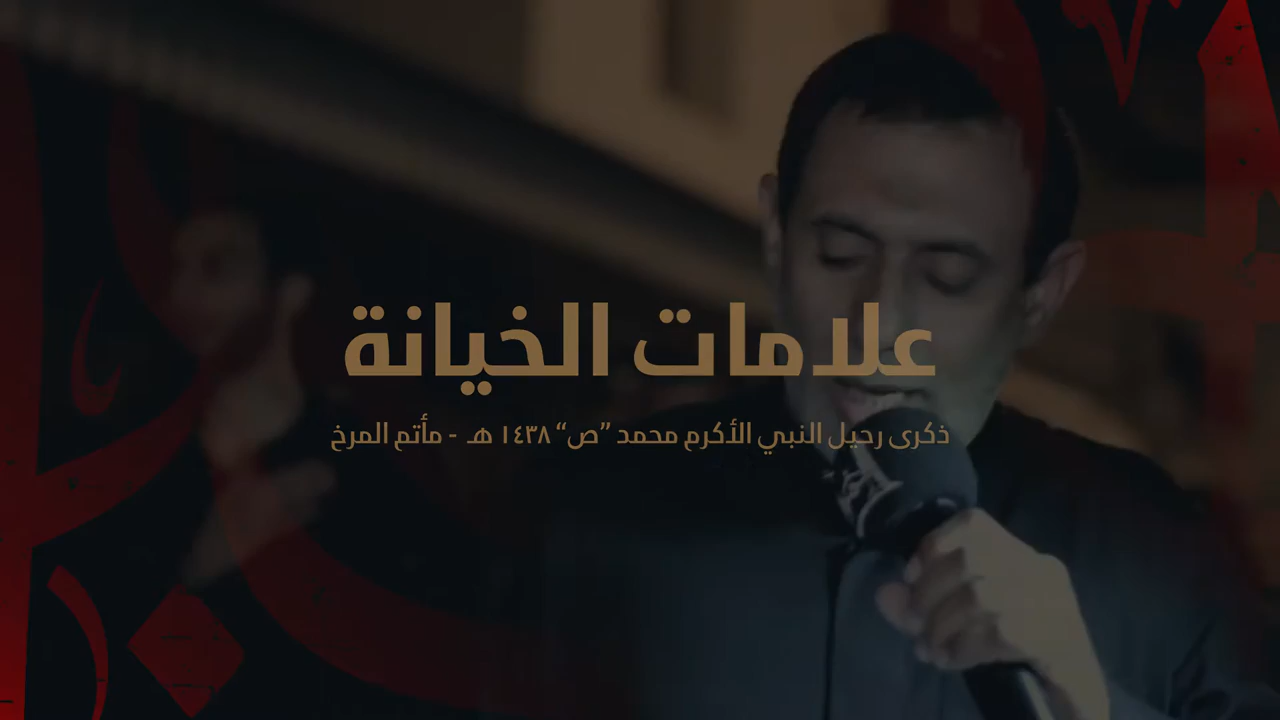 علامات الخيانة
ذكرى رحيل النبي الأكرم محمد ”ص“ ١٤٣٨ هـ - مأتم المرخ